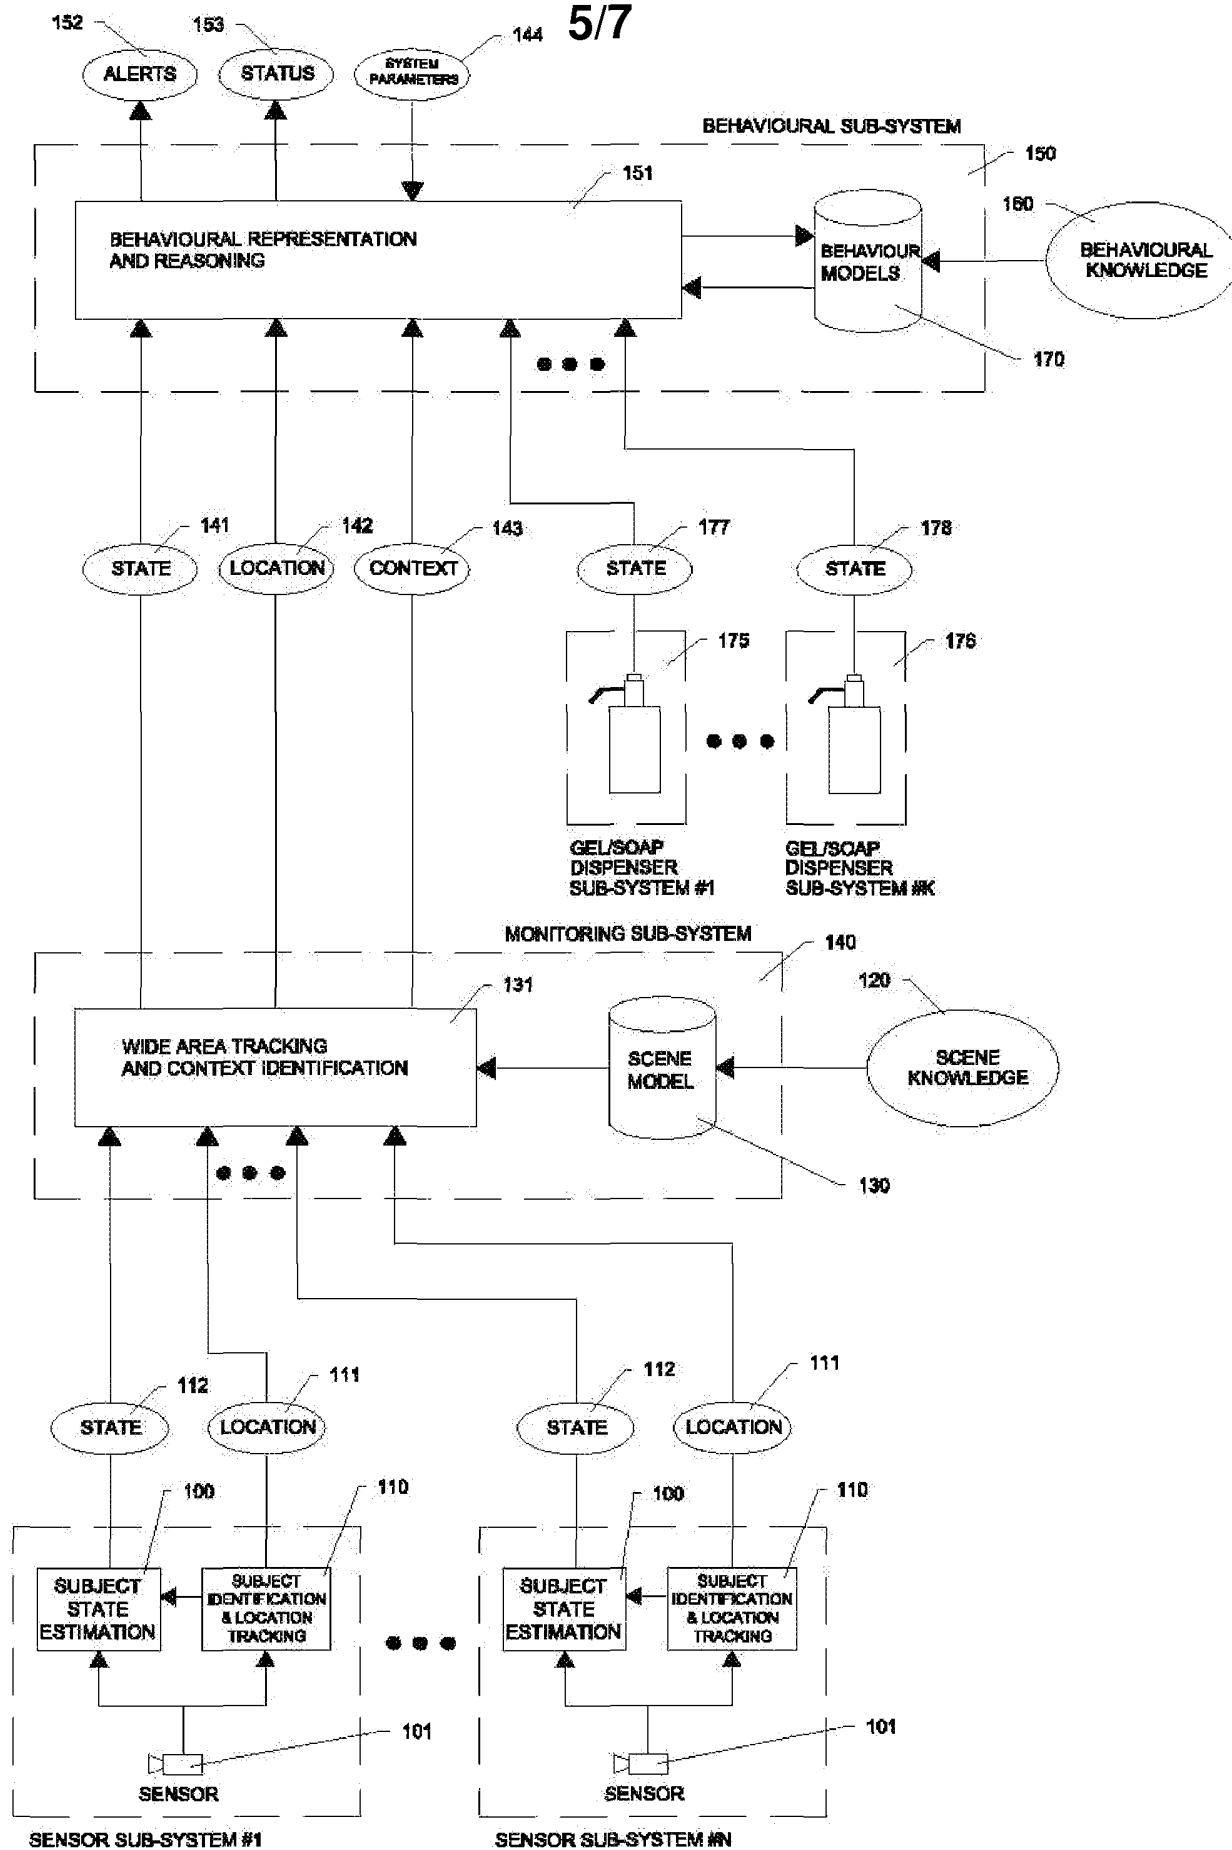 5/7
152
153
144
ALERTS
STATUS
SYSTEM
PARAMETERS
BEHAVIOURAL SUB-SYSTEM
150
151
160
BEHAVIOURAL REPRESENTATION
AND REASONING
BEHAVIOUR
MODELS
BEHAVIOURAL
KNOWLEDGE
170
141
142
143
177
178
STATE
LOCATION
CONTEXT
STATE
STATE
175
176
GEL/SOAP
DISPENSER
SUB-SYSTEM #1
GEL/SOAP
DISPENSER
SUB-SYSTEM #K
MONITORING SUB-SYSTEM
140
131
120
WIDE AREA TRACKING
AND CONTEXT IDENTIFICATION
SCENE
MODEL
SCENE
KNOWLEDGE
130
112
111
112
111
STATE
LOCATION
STATE
LOCATION
100
110
100
110
SUBJECT
STATE
ESTIMATION
SUBJECT
IDENTIFICATION
& LOCATION
TRACKING
SUBJECT
STATE
ESTIMATION
SUBJECT
IDENTIFICATION
& LOCATION
TRACKING
101
101
SENSOR
SENSOR
SENSOR SUB-SYSTEM #1
SENSOR SUB-SYSTEM #N